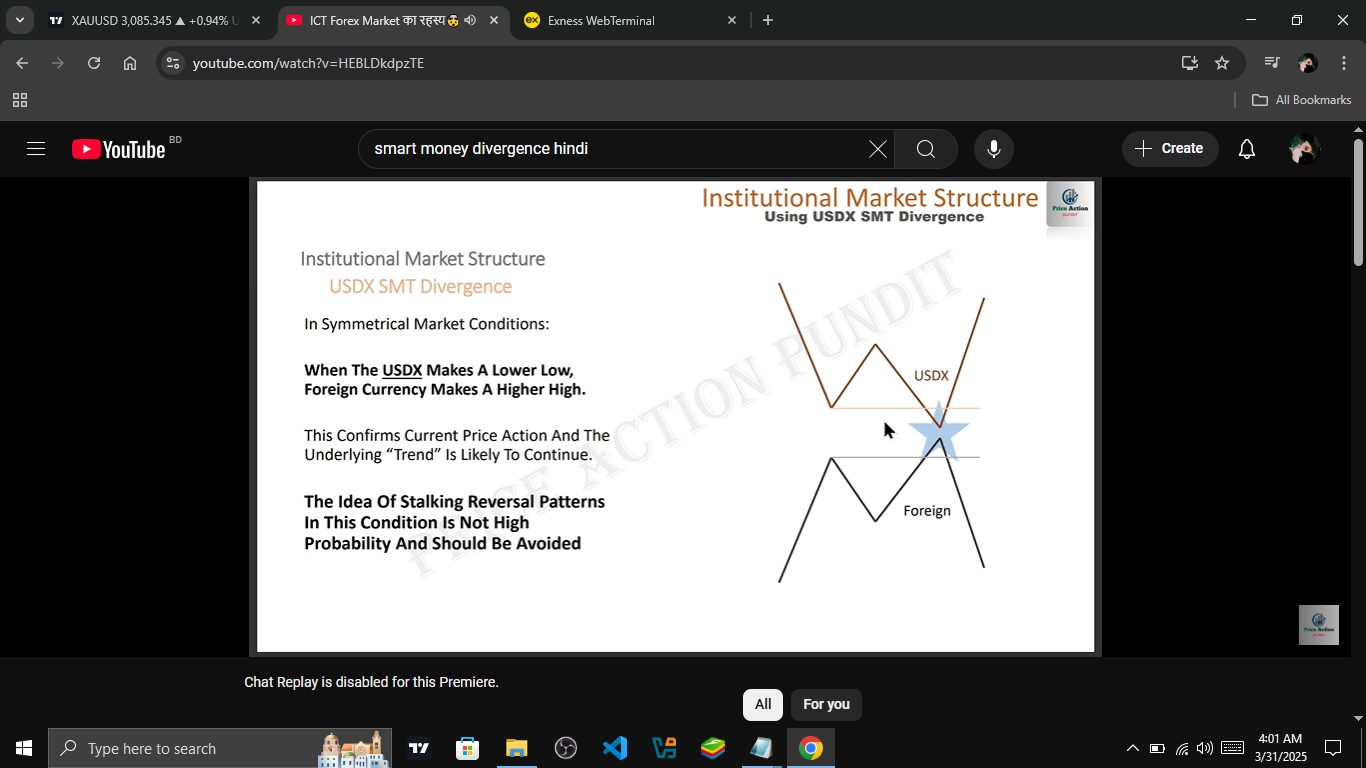 XAUUSD 3,085.345 ▲ +0.94% U
ICT Forex Market का रहस्य
Exness WebTerminal
youtube.com/watch?v=HEBLDkdpzTE
All Bookmarks
YouTube BD
smart money divergence hindi
Create
Institutional Market Structure
Using USDX SMT Divergence
Price Action
PUNDIT
Institutional Market Structure
USDX SMT Divergence
In Symmetrical Market Conditions:
When The USDX Makes A Lower Low,
Foreign Currency Makes A Higher High.
This Confirms Current Price Action And The
Underlying “Trend” Is Likely To Continue.
The Idea Of Stalking Reversal Patterns
In This Condition Is Not High
Probability And Should Be Avoided
USDX
Foreign
PRICE ACTION PUNDIT
Price Action
Chat Replay is disabled for this Premiere.
All
For you
Type here to search
4:01 AM
3/31/2025